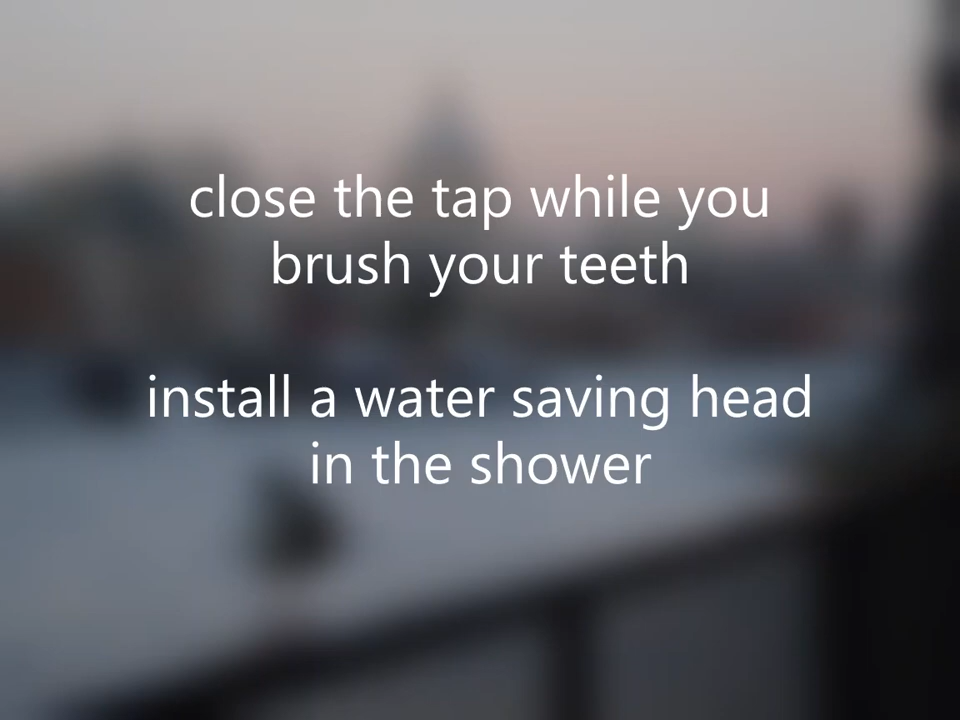 close the tap while you
brush your teeth
install a water saving head
in the shower